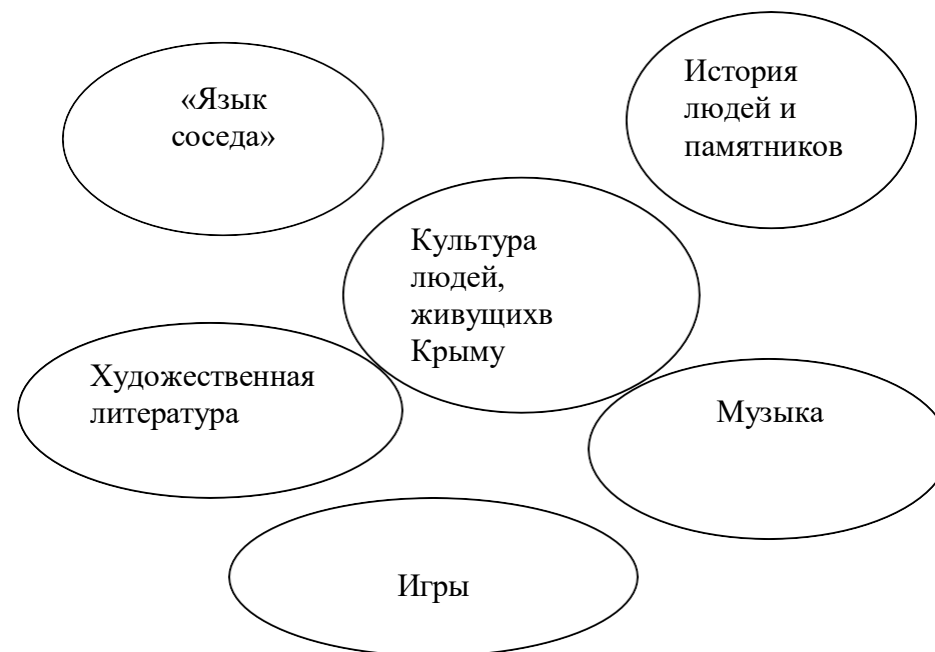 «Язык
соседа»
История
людей и
памятников
Культура
людей,
живущихв
Крыму
Художественная
литература
Музыка
Игры